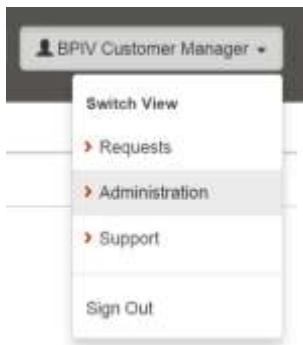 BPIV Customer Manager
Switch View
Requests
Administration
Support
Sign Out